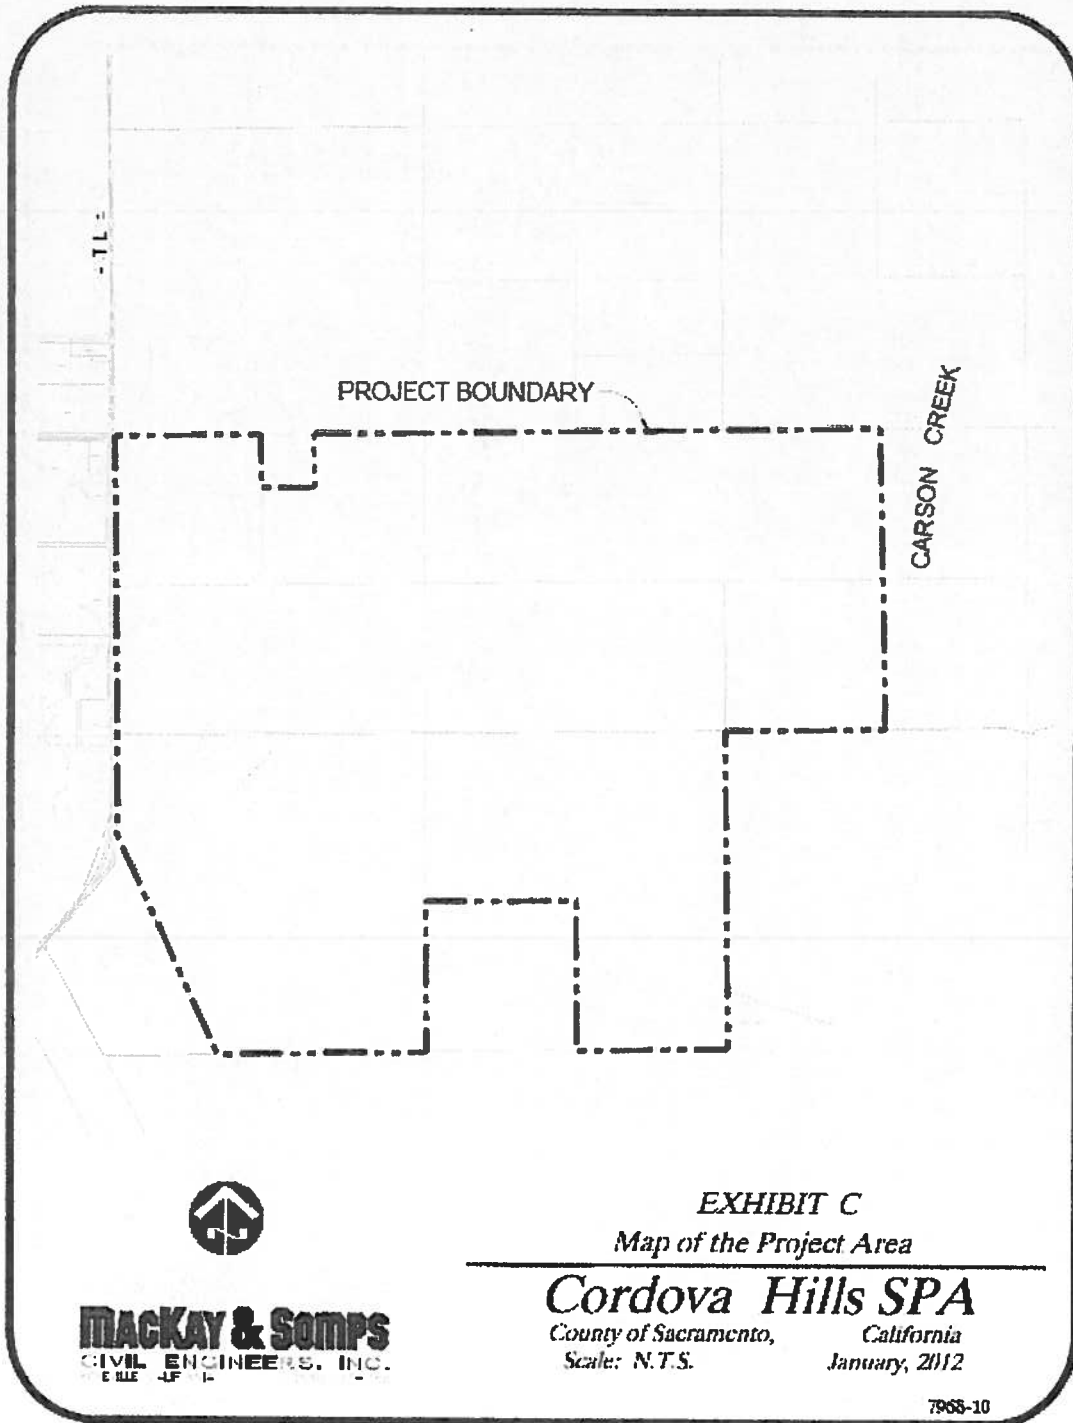 PROJECT BOUNDARY
CARSON CREEK
EXHIBIT C
Map of the Project Area
Cordova Hills SPA
County of Sacramento, California
Scale: N.T.S. January, 2012
MACKAY & SOMPS
CIVIL ENGINEERS, INC.
7968-10